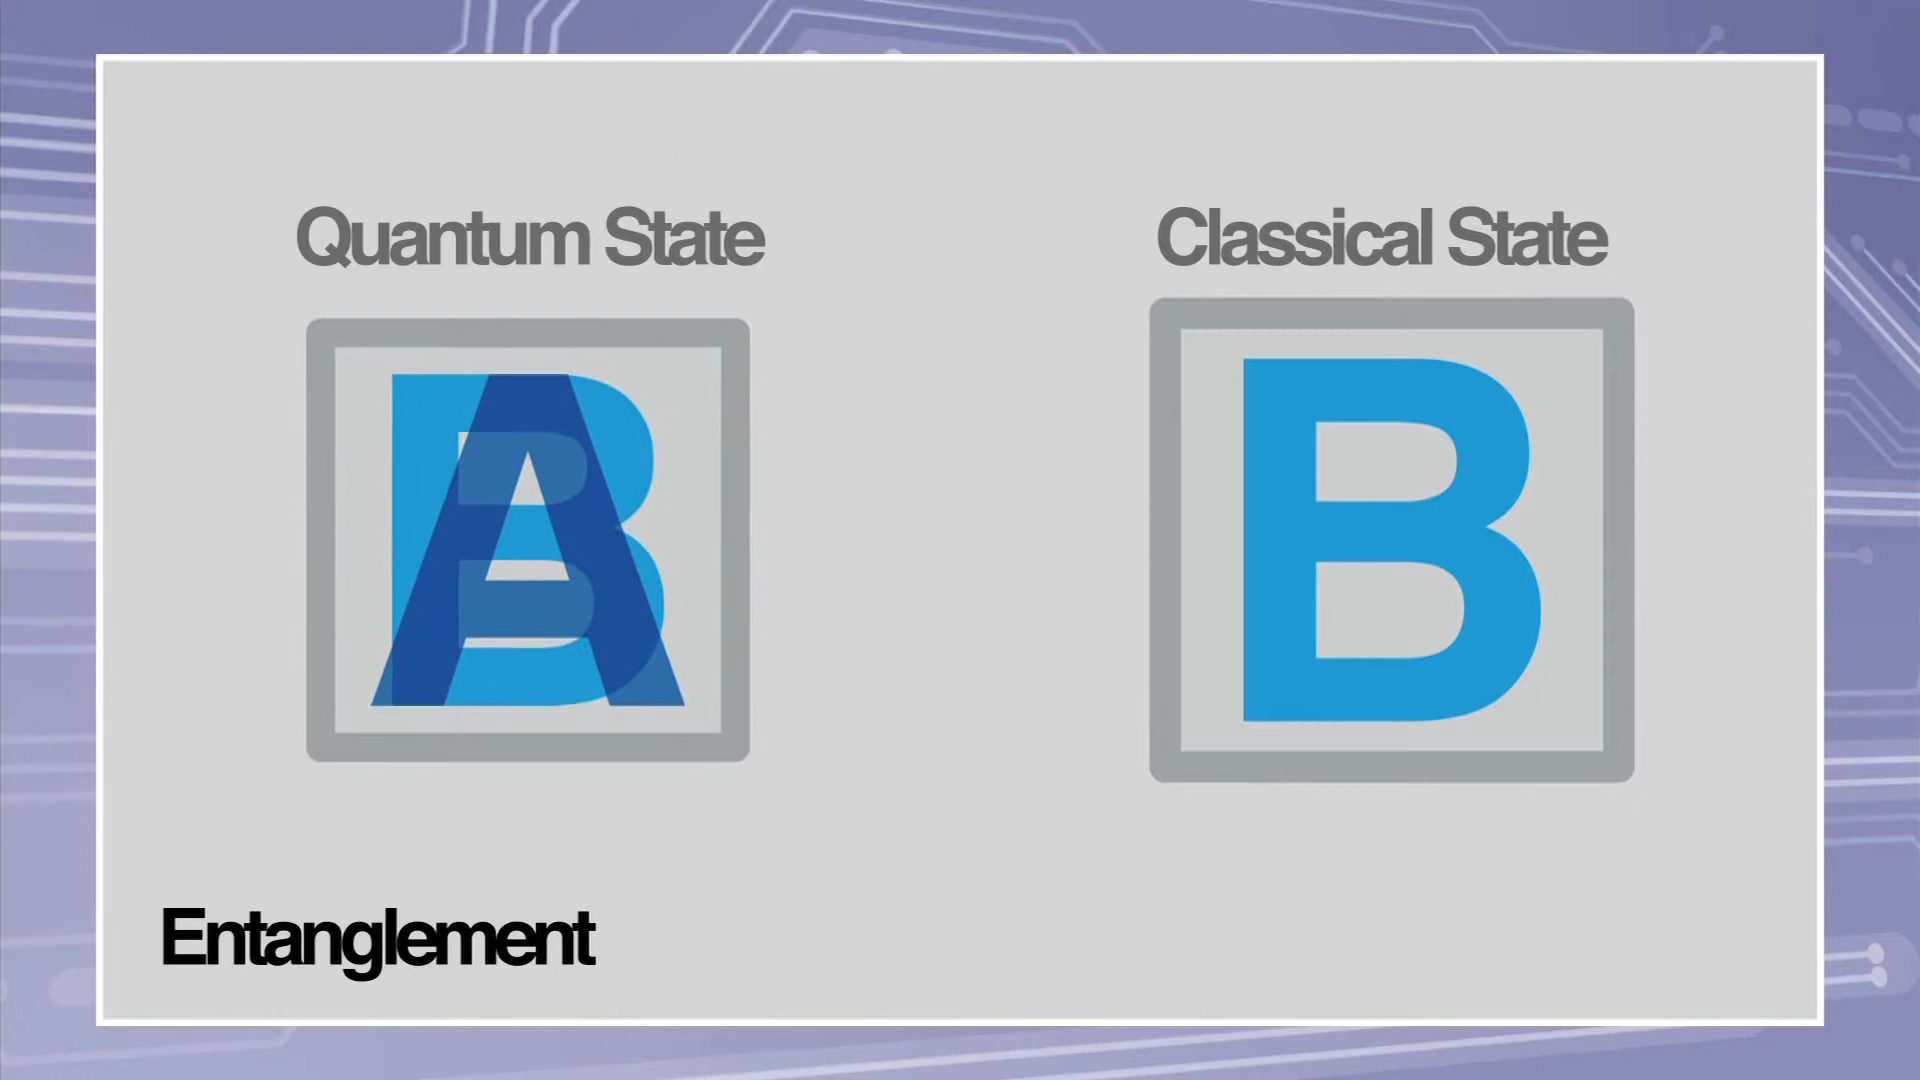 Quantum State
Classical State
A
B
B
Entanglement